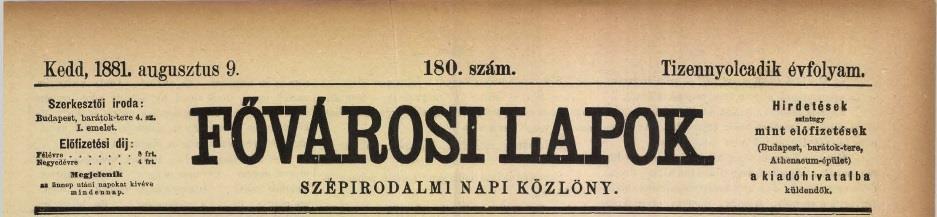 Kedd, 1881. augusztus 9.
180. szám.
Tizennyolcadik évfolyam.
Szerkesztői iroda:
Budapest, barátok-tere 4. sz.
I. emelet.
Előfizetési dij:
Félévre . . . . . . . 8 frt.
Negyedévre . . . . . 4 frt.
Megjelenik
az ünnep utáni napokat kivéve
mindennap.
FŐVÁROSI LAPOK
SZÉPIRODALMI NAPI KÖZLÖNY.
Hirdetések
szintugy
mint előfizetések
(Budapest, barátok-tere,
Athenaeum-épület)
a kiadóhivatalba
küldendők.